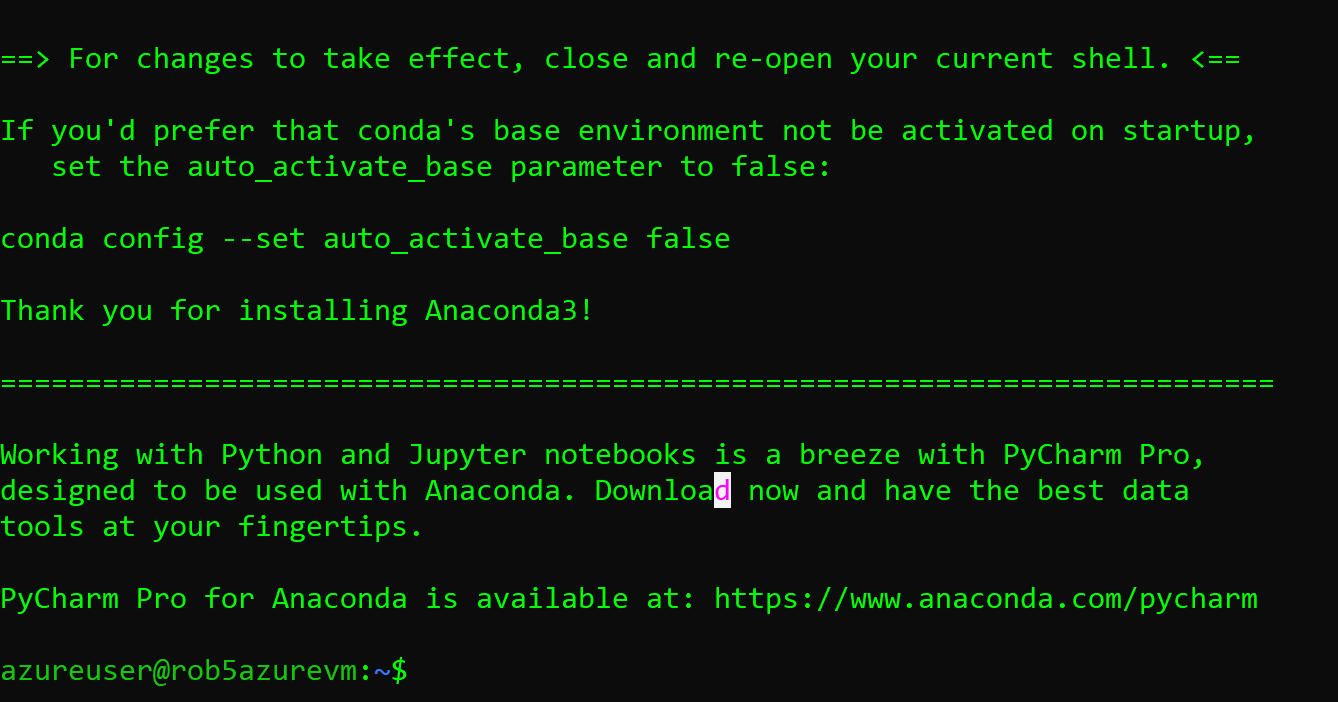 ==> For changes to take effect, close and re-open your current shell. <==
If you'd prefer that conda's base environment not be activated on startup,
   set the auto_activate_base parameter to false:
conda config --set auto_activate_base false
Thank you for installing Anaconda3!
===========================================================================
Working with Python and Jupyter notebooks is a breeze with PyCharm Pro,
designed to be used with Anaconda. Download now and have the best data
tools at your fingertips.
PyCharm Pro for Anaconda is available at: https://www.anaconda.com/pycharm
azureuser@rob5azurevm:~$